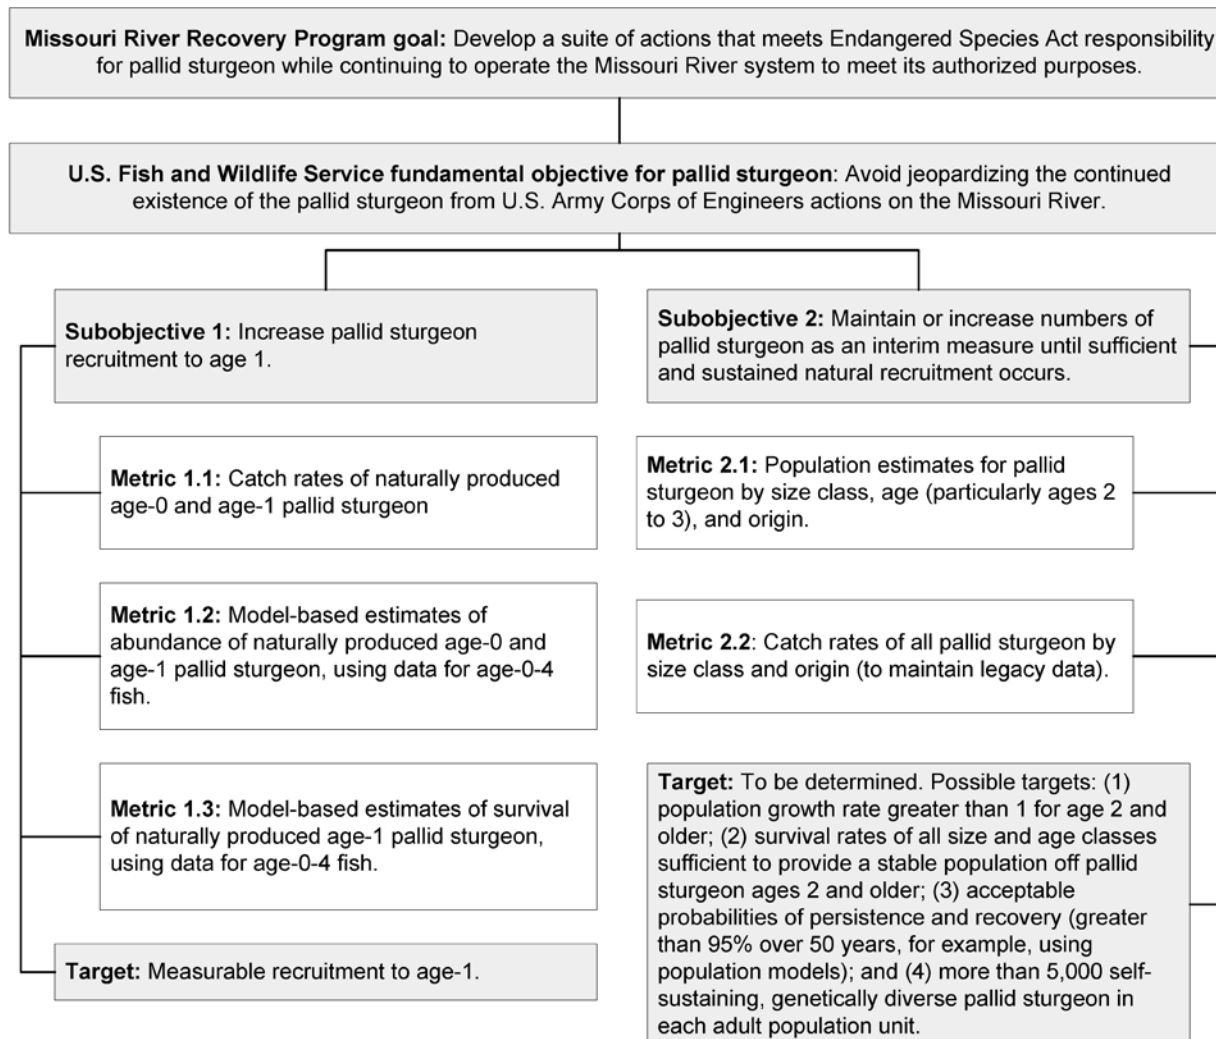 Missouri River Recovery Program goal: Develop a suite of actions that meets Endangered Species Act responsibility
for pallid sturgeon while continuing to operate the Missouri River system to meet its authorized purposes.
U.S. Fish and Wildlife Service fundamental objective for pallid sturgeon: Avoid jeopardizing the continued
existence of the pallid sturgeon from U.S. Army Corps of Engineers actions on the Missouri River.
Subobjective 1: Increase pallid sturgeon
recruitment to age 1.
Metric 1.1: Catch rates of naturally produced
age-0 and age-1 pallid sturgeon
Metric 1.2: Model-based estimates of
abundance of naturally produced age-0 and
age-1 pallid sturgeon, using data for age-0-4
fish.
Metric 1.3: Model-based estimates of survival
of naturally produced age-1 pallid sturgeon,
using data for age-0-4 fish.
Target: Measurable recruitment to age-1.
Subobjective 2: Maintain or increase numbers of
pallid sturgeon as an interim measure until sufficient
and sustained natural recruitment occurs.
Metric 2.1: Population estimates for pallid
sturgeon by size class, age (particularly ages 2
to 3), and origin.
Metric 2.2: Catch rates of all pallid sturgeon by
size class and origin (to maintain legacy data).
Target: To be determined. Possible targets: (1)
population growth rate greater than 1 for age 2 and
older; (2) survival rates of all size and age classes
sufficient to provide a stable population off pallid
sturgeon ages 2 and older; (3) acceptable
probabilities of persistence and recovery (greater
than 95% over 50 years, for example, using
population models); and (4) more than 5,000 self-
sustaining, genetically diverse pallid sturgeon in
each adult population unit.